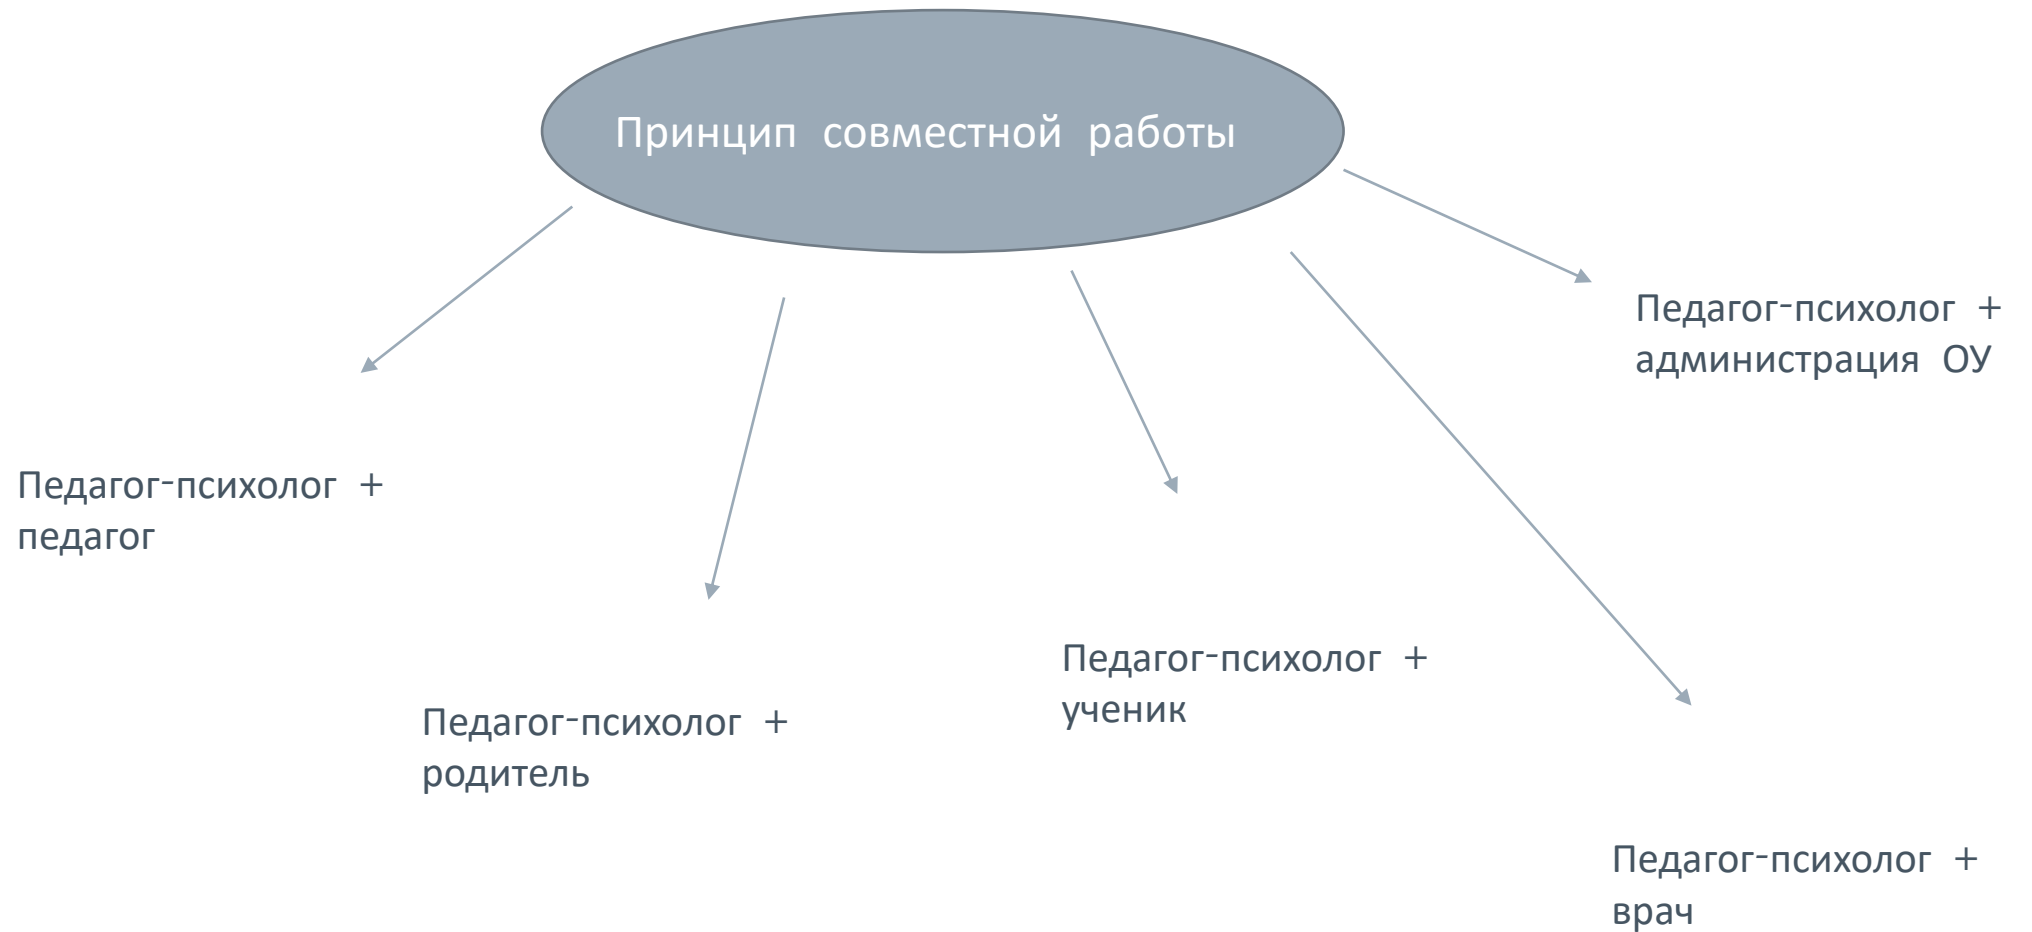 Принцип совместной работы
Педагог-психолог +
администрация ОУ
Педагог-психолог +
педагог
Педагог-психолог +
ученик
Педагог-психолог +
родитель
Педагог-психолог +
врач